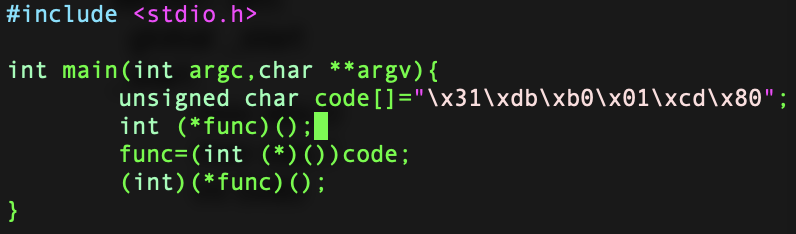 #include <stdio.h>
int main(int argc,char **argv){
unsigned char code[]="\x31\xdb\xb0\x01\xcd\x80";
int (*func)();
func=(int (*)())code;
(int)(*func)();
}